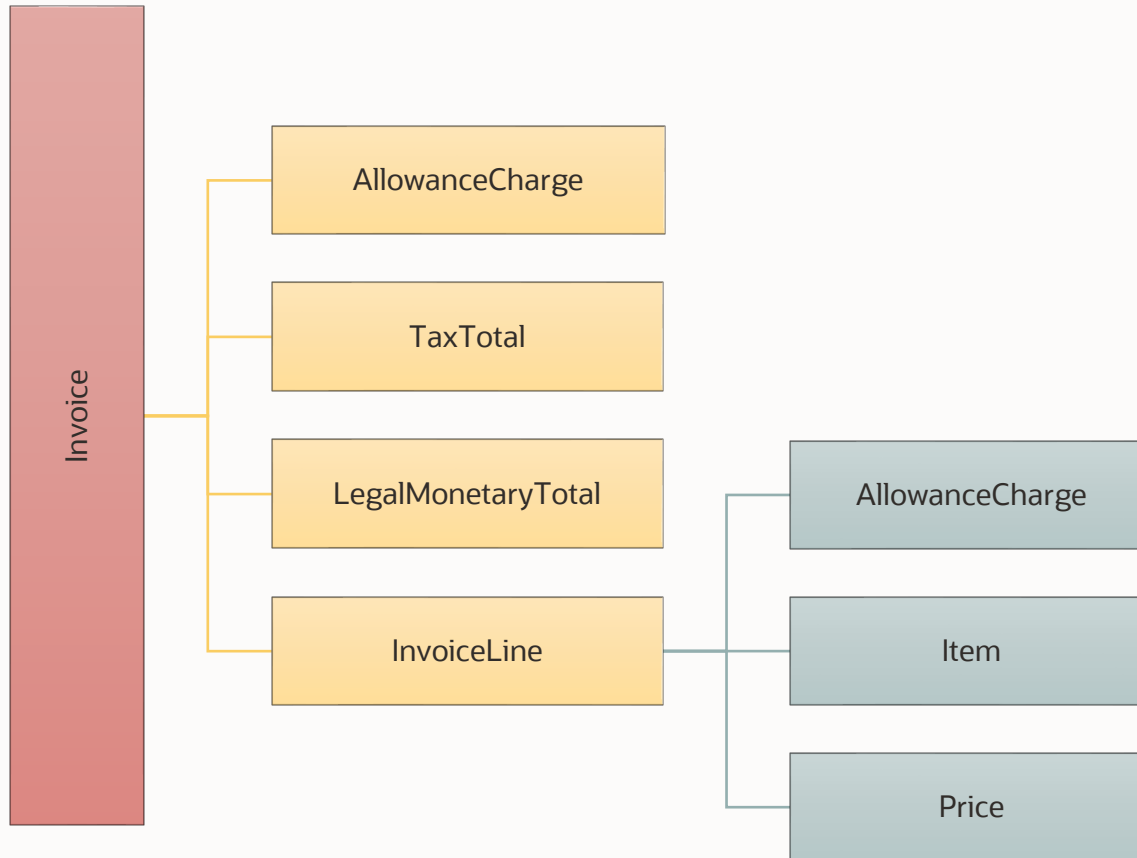 Invoice
AllowanceCharge
TaxTotal
LegalMonetaryTotal
InvoiceLine
AllowanceCharge
Item
Price